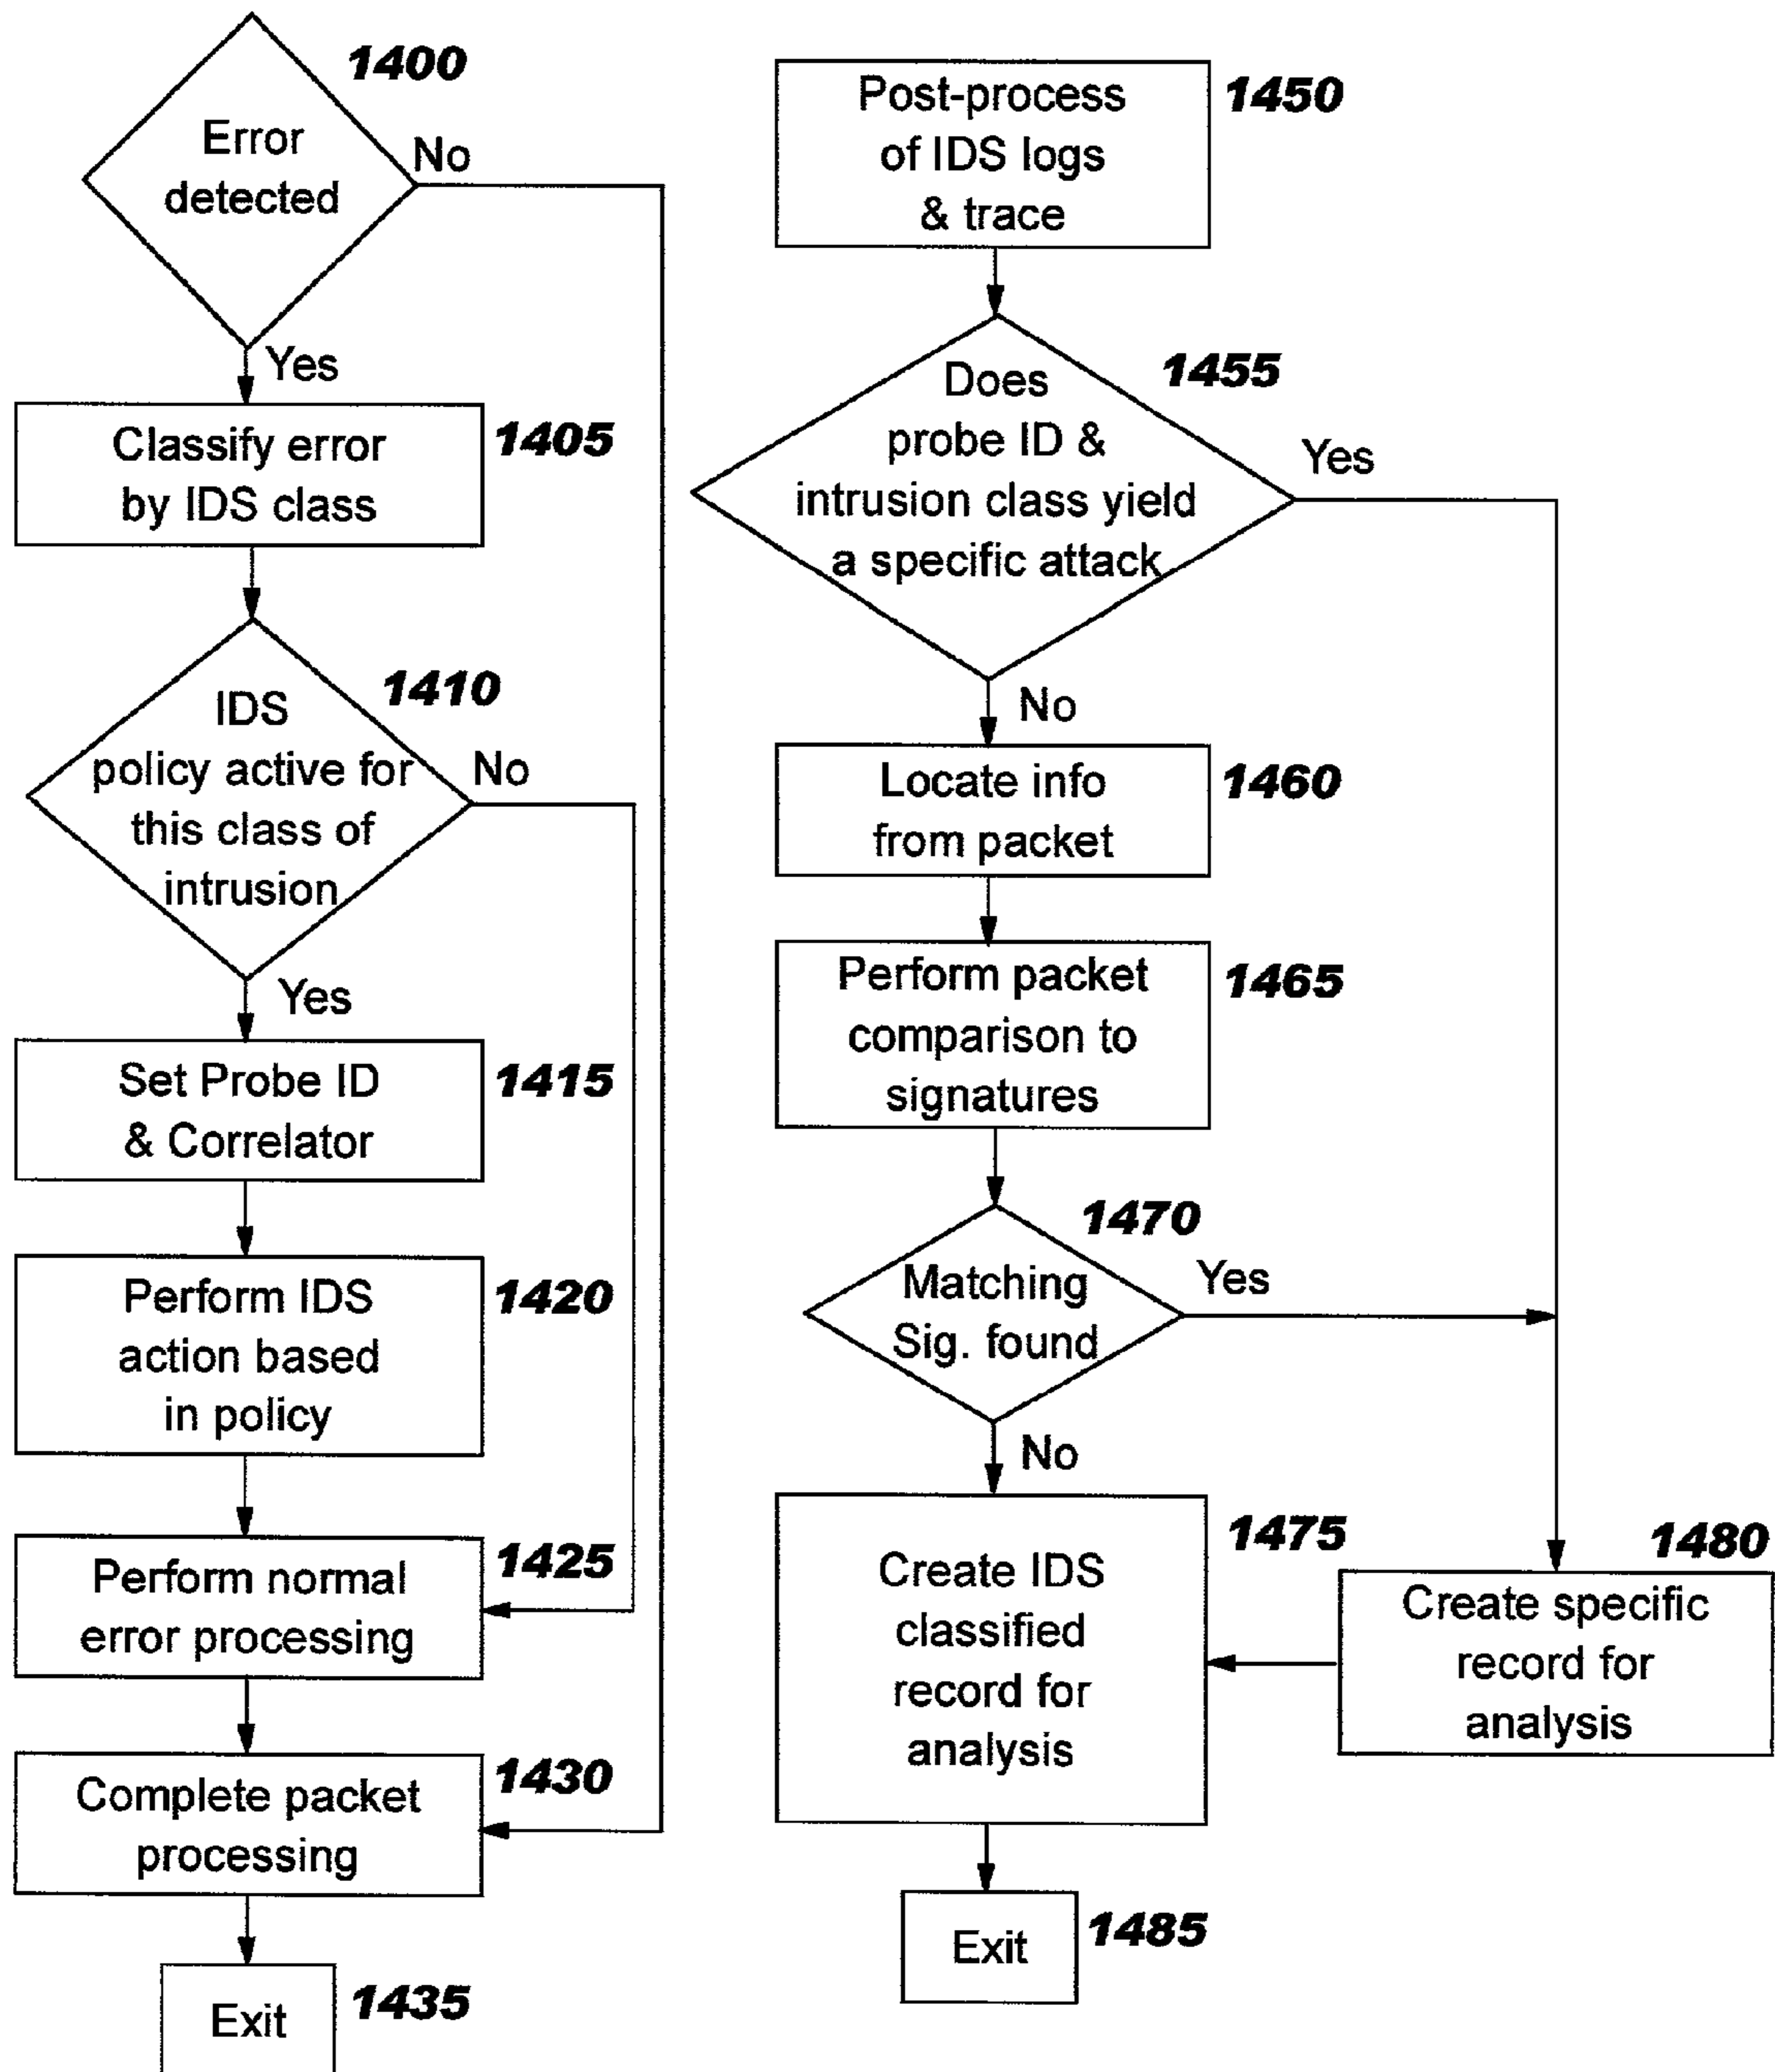 1400
Error
detected
No
Yes
Classify error
by IDS class
1405
IDS
policy active for
this class of
intrusion
1410
No
Yes
Set Probe ID
& Correlator
1415
Perform IDS
action based
in policy
1420
Perform normal
error processing
1425
Complete packet
processing
1430
Exit
1435
Post-process
of IDS logs
& trace
1450
Does
probe ID &
intrusion class yield
a specific attack
1455
Yes
No
Locate info
from packet
1460
Perform packet
comparison to
signatures
1465
1470
Matching
Sig. found
Yes
No
Create IDS
classified
record for
analysis
1475
1480
Create specific
record for
analysis
Exit
1485